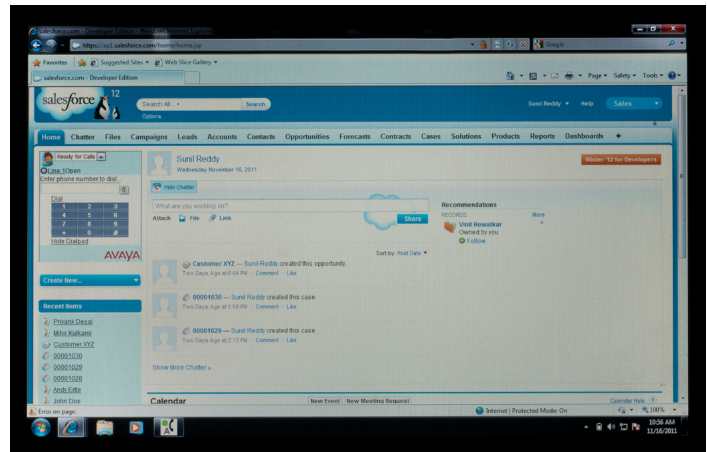 salesforce.com - Developer Edition - Windows Internet Explorer
https://ap1.salesforce.com/home/home.jsp
Google
Favorites Suggested Sites Web Slice Gallery
salesforce.com - Developer Edition
Page Safety Tools
salesforce 12
Search All Search
Options
Sunil Reddy Help Sales
Home Chatter Files Campaigns Leads Accounts Contacts Opportunities Forecasts Contracts Cases Solutions Products Reports Dashboards +
Ready for Calls
Line 1 Open
Enter phone number to dial...
Dial
1 2 3
4 5 6
7 8 9
* 0 #
Hide Dialpad
AVAYA
Create New...
Recent Items
Priyank Desai
Mihir Kulkarni
Customer XYZ
00001030
00001029
00001028
Andy Ettie
John Doe
Sunil Reddy
Wednesday November 16, 2011
Winter '12 for Developers
Hide Chatter
What are you working on?
Attach File Link
Share
Sort by: Post Date
Customer XYZ — Sunil Reddy created this opportunity.
Two Days Ago at 6:04 PM · Comment · Like
00001030 — Sunil Reddy created this case.
Two Days Ago at 5:59 PM · Comment · Like
00001029 — Sunil Reddy created this case.
Two Days Ago at 2:13 PM · Comment · Like
Show More Chatter »
Recommendations
RECORDS More
Vinit Rewatkar
Owned by you
Follow
Calendar New Event New Meeting Request Calendar Help ?
Error on page.
Internet | Protected Mode: On 100%
10:56 AM
11/16/2011